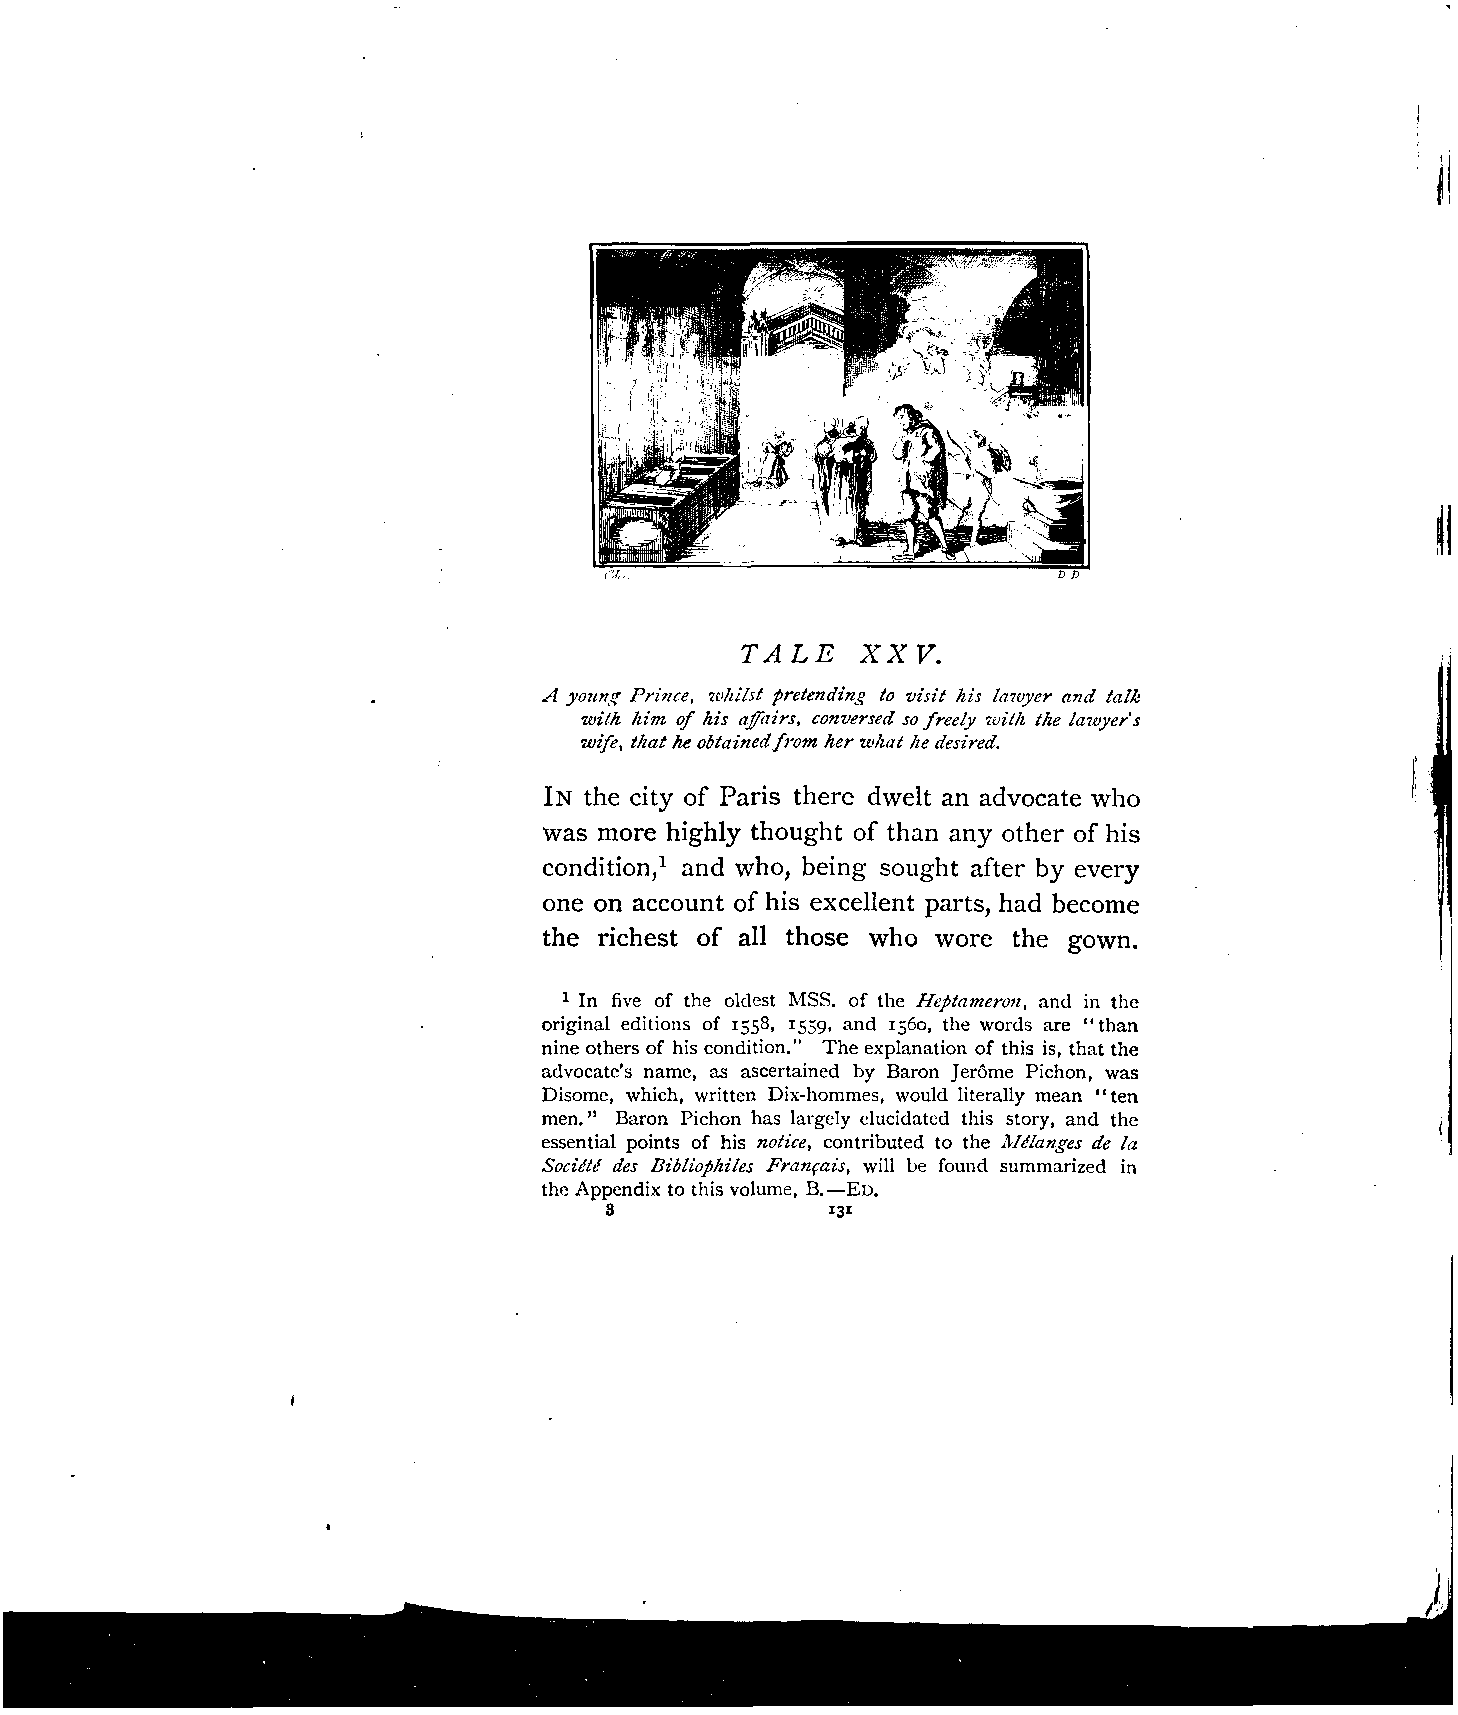 D D
TALE XXV.
A young Prince, whilst pretending to visit his lawyer and talk
with him of his affairs, conversed so freely with the lawyer's
wife, that he obtained from her what he desired.
IN the city of Paris there dwelt an advocate who
was more highly thought of than any other of his
condition,¹ and who, being sought after by every
one on account of his excellent parts, had become
the richest of all those who wore the gown.
¹ In five of the oldest MSS. of the Heptameron, and in the
original editions of 1558, 1559, and 1560, the words are "than
nine others of his condition." The explanation of this is, that the
advocate's name, as ascertained by Baron Jerôme Pichon, was
Disome, which, written Dix-hommes, would literally mean "ten
men." Baron Pichon has largely elucidated this story, and the
essential points of his notice, contributed to the Mélanges de la
Société des Bibliophiles Français, will be found summarized in
the Appendix to this volume, B.—ED.
3 131